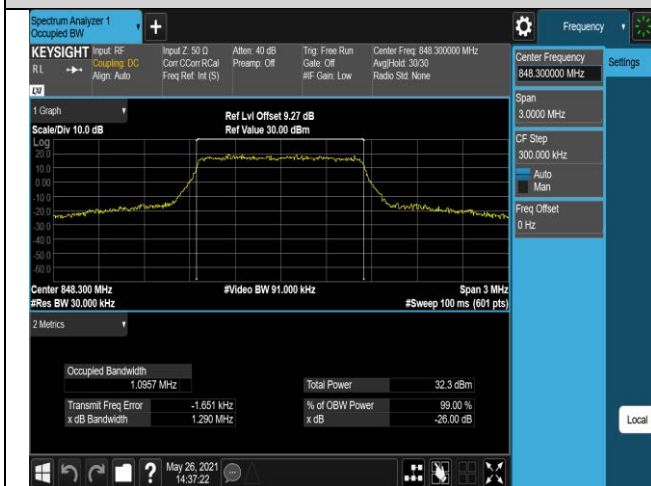 Spectrum Analyzer 1
Occupied BW
Frequency
KEYSIGHT
RL
Input: RF
Coupling: DC
Align: Auto
Input Z: 50 Ω
Corr CCorr RCal
Freq Ref: Int (S)
Atten: 40 dB
Preamp: Off
Trig: Free Run
Gate: Off
#IF Gain: Low
Center Freq: 848.300000 MHz
Avg|Hold: 30/30
Radio Std: None
LXI
Center Frequency
848.300000 MHz
Settings
Span
3.0000 MHz
CF Step
300.000 kHz
Auto
Man
Freq Offset
0 Hz
Local
1 Graph
Scale/Div 10.0 dB
Ref Lvl Offset 9.27 dB
Ref Value 30.00 dBm
Log
20.0
10.0
0.00
-10.0
-20.0
-30.0
-40.0
-50.0
-60.0
Center 848.300 MHz
#Video BW 91.000 kHz
Span 3 MHz
#Res BW 30.000 kHz
#Sweep 100 ms (601 pts)
2 Metrics
Occupied Bandwidth
1.0957 MHz
Total Power 32.3 dBm
Transmit Freq Error -1.651 kHz
% of OBW Power 99.00 %
x dB Bandwidth 1.290 MHz
x dB -26.00 dB
?
May 26, 2021
14:37:22